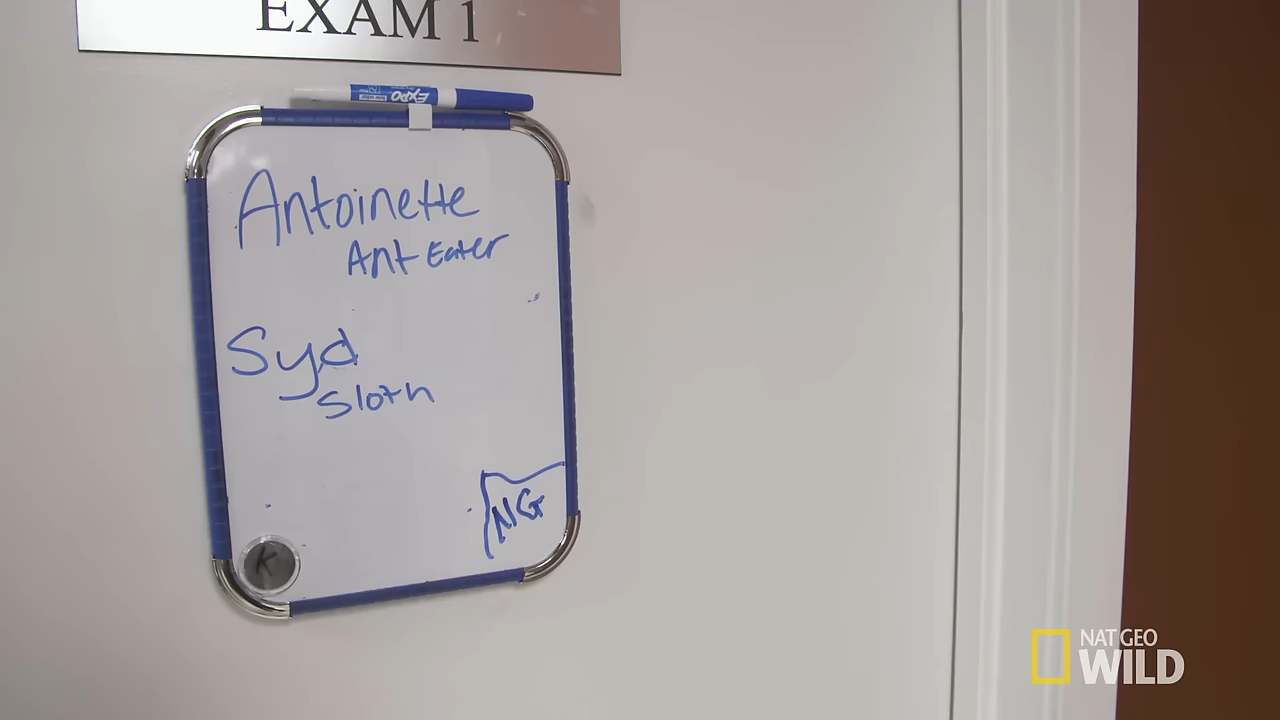 EXAM 1
EXPO
Antoinette
Ant Eater
Syd
Sloth
NG
K
NAT GEO
WILD